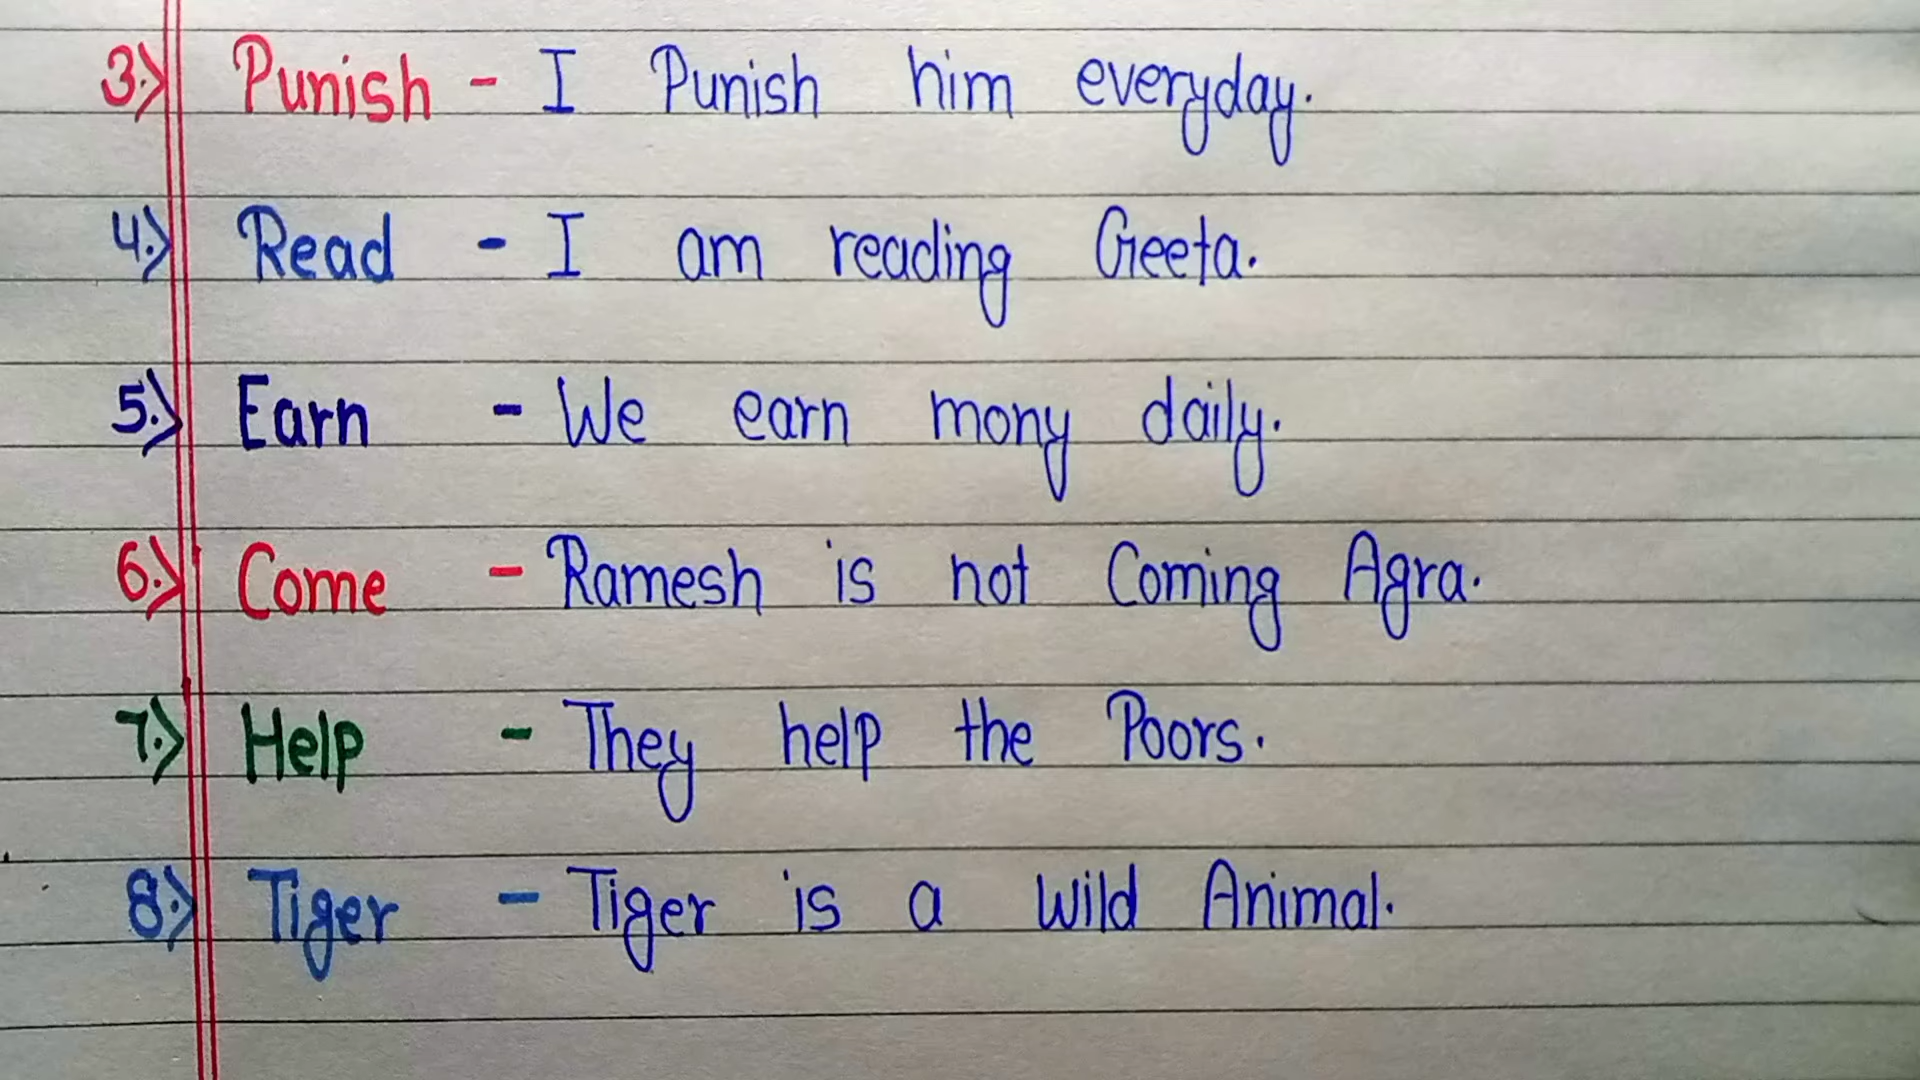 3.) Punish - I Punish him everyday.
4.) Read - I am reading Geeta.
5.) Earn - We earn mony daily.
6.) Come - Ramesh is not Coming Agra.
7.) Help - They help the Poors.
8.) Tiger - Tiger is a Wild Animal.